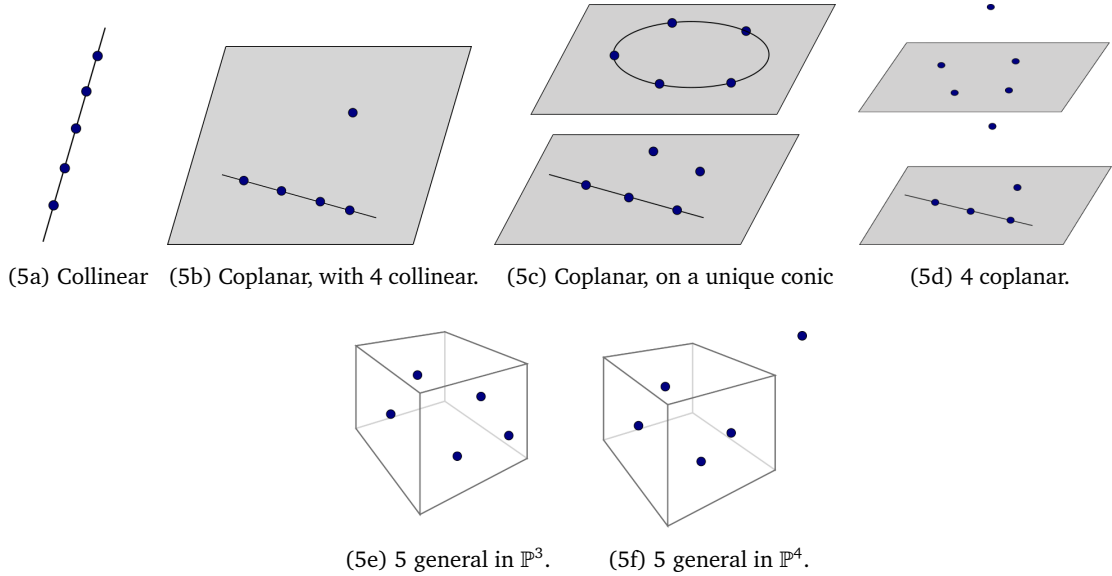 (5a) Collinear (5b) Coplanar, with 4 collinear. (5c) Coplanar, on a unique conic (5d) 4 coplanar.
(5e) 5 general in ℙ³. (5f) 5 general in ℙ⁴.